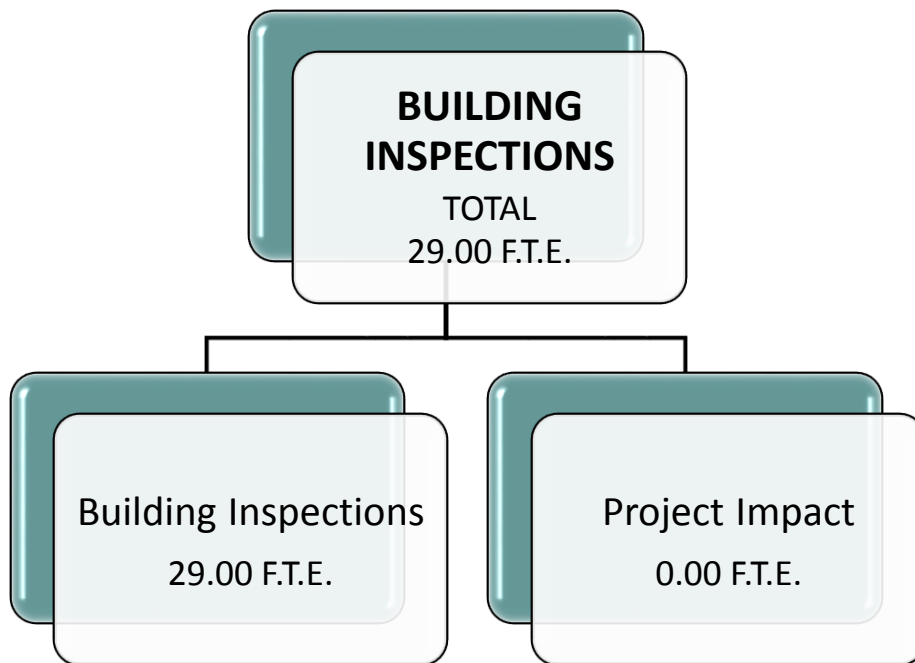 BUILDING
INSPECTIONS
TOTAL
29.00 F.T.E.
Building Inspections
29.00 F.T.E.
Project Impact
0.00 F.T.E.